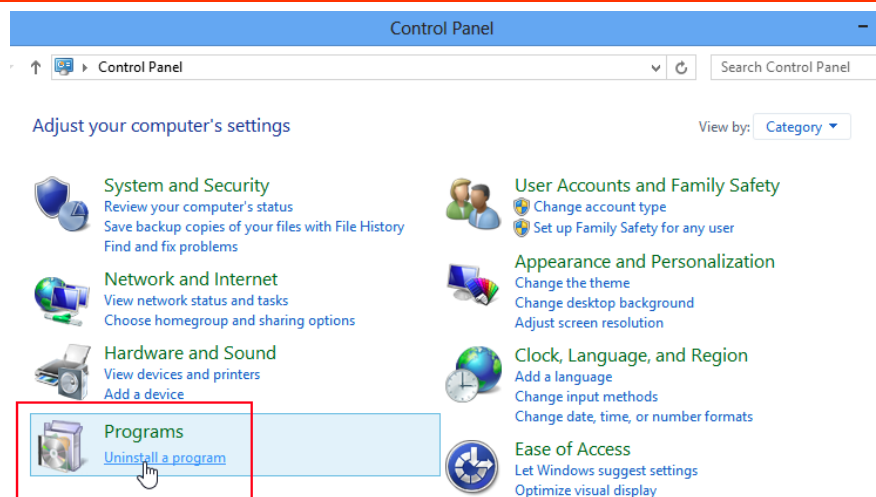 Control Panel
Control Panel
Search Control Panel
Adjust your computer's settings
View by: Category
System and Security
Review your computer's status
Save backup copies of your files with File History
Find and fix problems
Network and Internet
View network status and tasks
Choose homegroup and sharing options
Hardware and Sound
View devices and printers
Add a device
Programs
Uninstall a program
User Accounts and Family Safety
Change account type
Set up Family Safety for any user
Appearance and Personalization
Change the theme
Change desktop background
Adjust screen resolution
Clock, Language, and Region
Add a language
Change input methods
Change date, time, or number formats
Ease of Access
Let Windows suggest settings
Optimize visual display